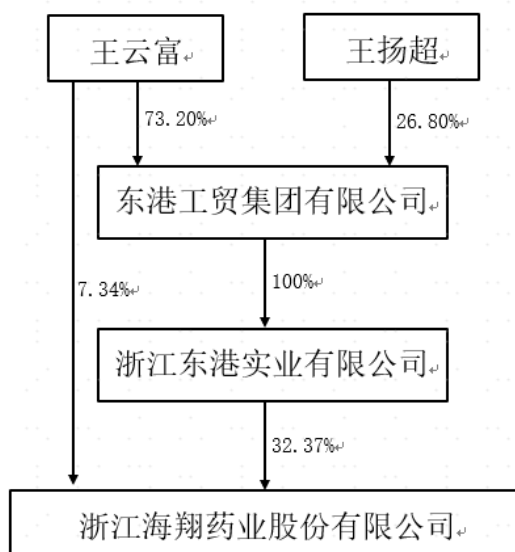 王云富
王扬超
73.20%
26.80%
东港工贸集团有限公司
7.34%
100%
浙江东港实业有限公司
32.37%
浙江海翔药业股份有限公司